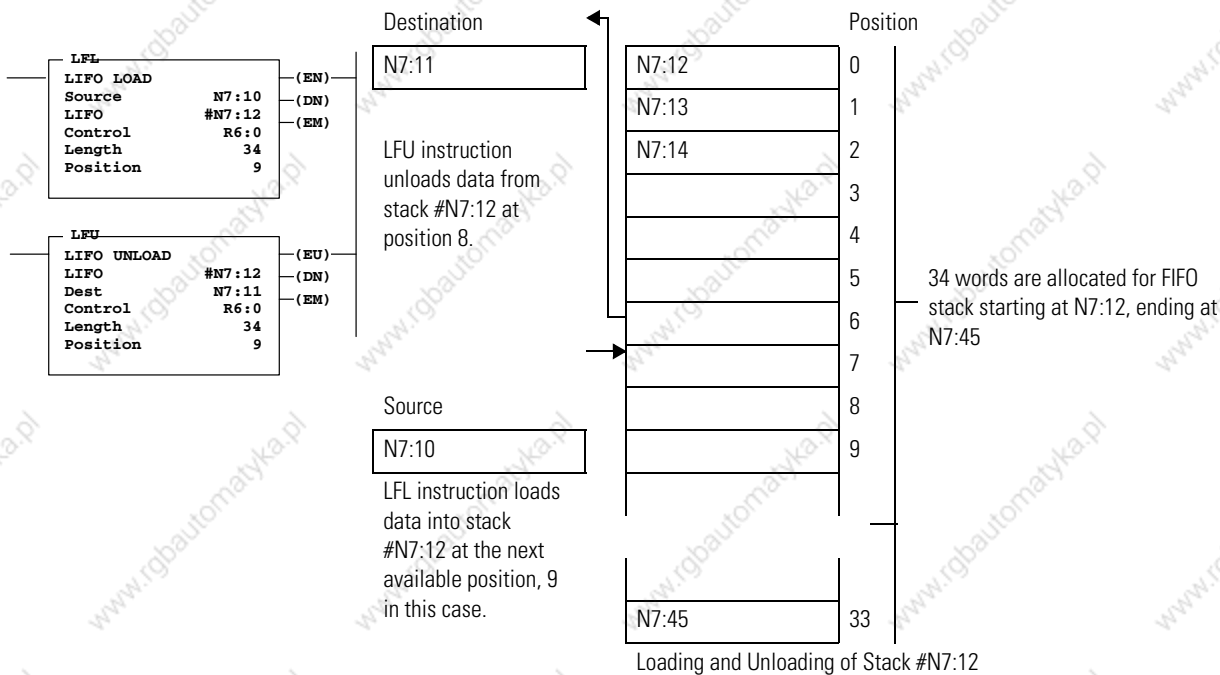 LFL
LIFO LOAD
Source N7:10
LIFO #N7:12
Control R6:0
Length 34
Position 9
(EN)
(DN)
(EM)
LFU
LIFO UNLOAD
LIFO #N7:12
Dest N7:11
Control R6:0
Length 34
Position 9
(EU)
(DN)
(EM)
Destination
N7:11
LFU instruction
unloads data from
stack #N7:12 at
position 8.
Source
N7:10
LFL instruction loads
data into stack
#N7:12 at the next
available position, 9
in this case.
Position
N7:12 0
N7:13 1
N7:14 2
3
4
5
6
7
8
9
N7:45 33
34 words are allocated for FIFO
stack starting at N7:12, ending at
N7:45
Loading and Unloading of Stack #N7:12
www.rgbautomatyka.pl